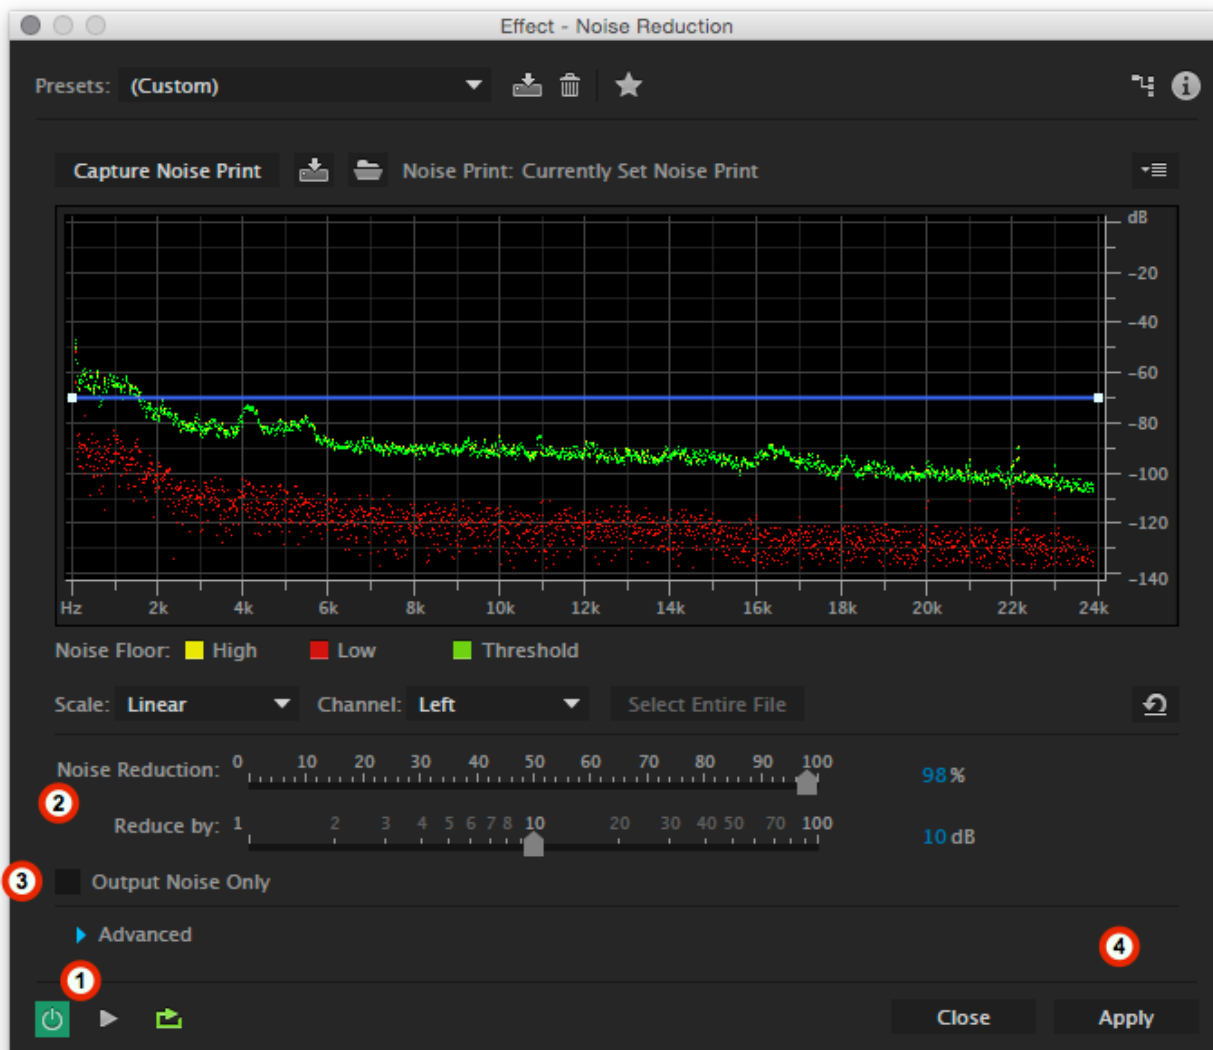 Effect - Noise Reduction
Presets: (Custom)
Capture Noise Print Noise Print: Currently Set Noise Print
dB
-20
-40
-60
-80
-100
-120
-140
Hz 2k 4k 6k 8k 10k 12k 14k 16k 18k 20k 22k 24k
Noise Floor: High Low Threshold
Scale: Linear Channel: Left Select Entire File
Noise Reduction: 0 10 20 30 40 50 60 70 80 90 100 98%
2
Reduce by: 1 2 3 4 5 6 7 8 10 20 30 40 50 70 100 10 dB
3 Output Noise Only
Advanced
4
1
Close Apply